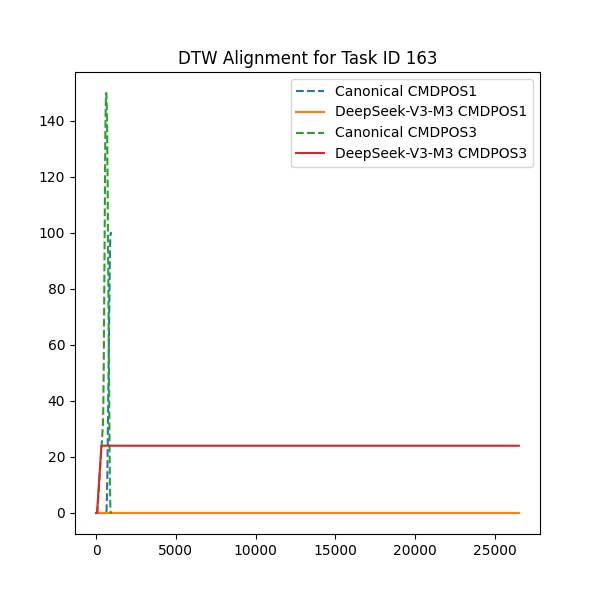 DTW Alignment for Task ID 163
Canonical CMDPOS1
DeepSeek-V3-M3 CMDPOS1
Canonical CMDPOS3
DeepSeek-V3-M3 CMDPOS3
140
120
100
80
60
40
20
0
0 5000 10000 15000 20000 25000